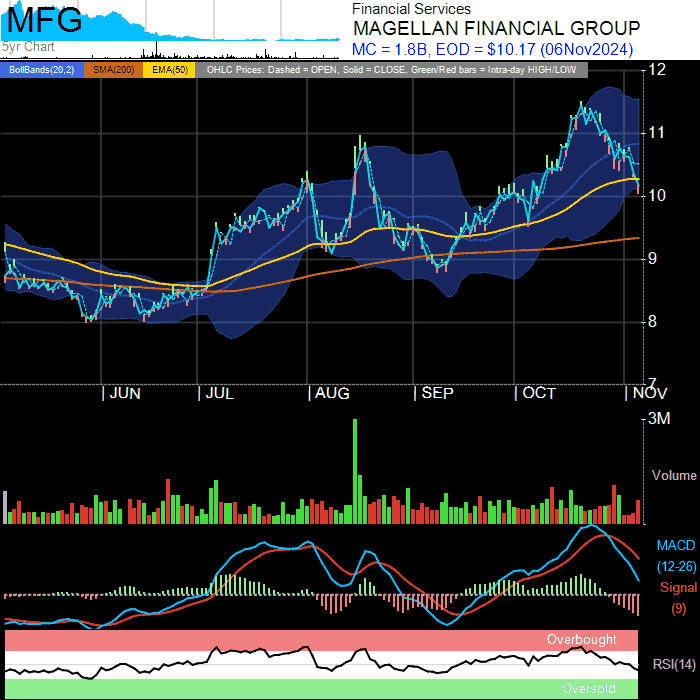 MFG
5yr Chart
Financial Services
MAGELLAN FINANCIAL GROUP
MC = 1.8B, EOD = $10.17 (06Nov2024)
BollBands(20,2) SMA(200) EMA(50) OHLC Prices: Dashed = OPEN, Solid = CLOSE, Green/Red bars = Intra-day HIGH/LOW
12
11
10
9
8
7
JUN JUL AUG SEP OCT NOV
3M
Volume
MACD
(12-26)
Signal
(9)
Overbought
RSI(14)
Oversold